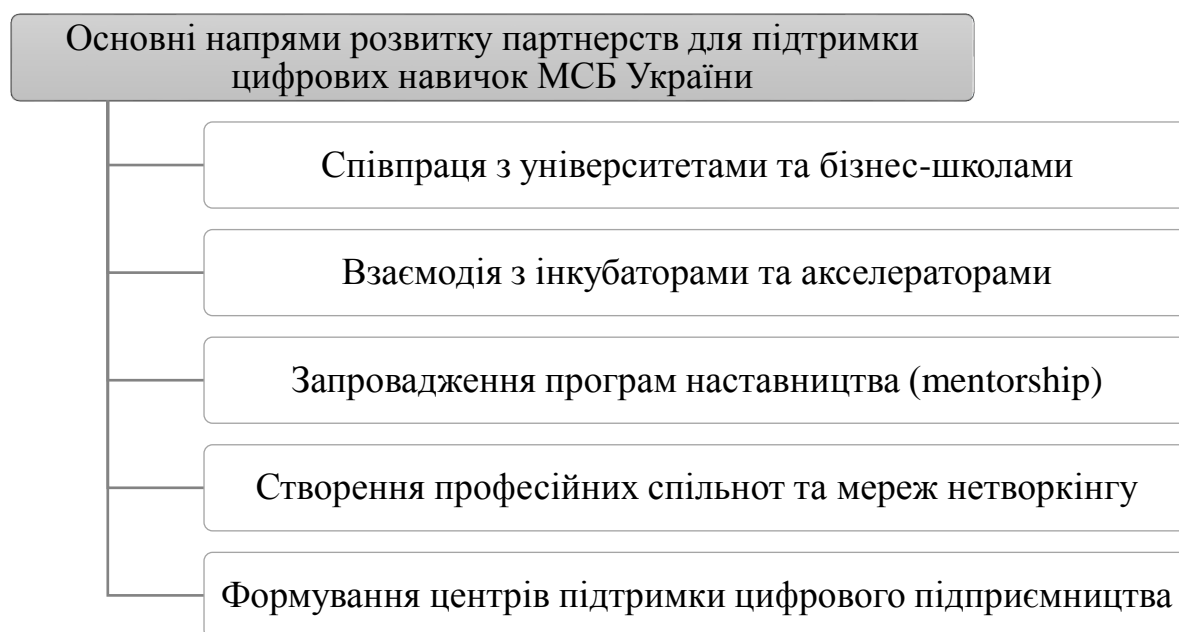 Основні напрями розвитку партнерств для підтримки
цифрових навичок МСБ України
Співпраця з університетами та бізнес-школами
Взаємодія з інкубаторами та акселераторами
Запровадження програм наставництва (mentorship)
Створення професійних спільнот та мереж нетворкінгу
Формування центрів підтримки цифрового підприємництва